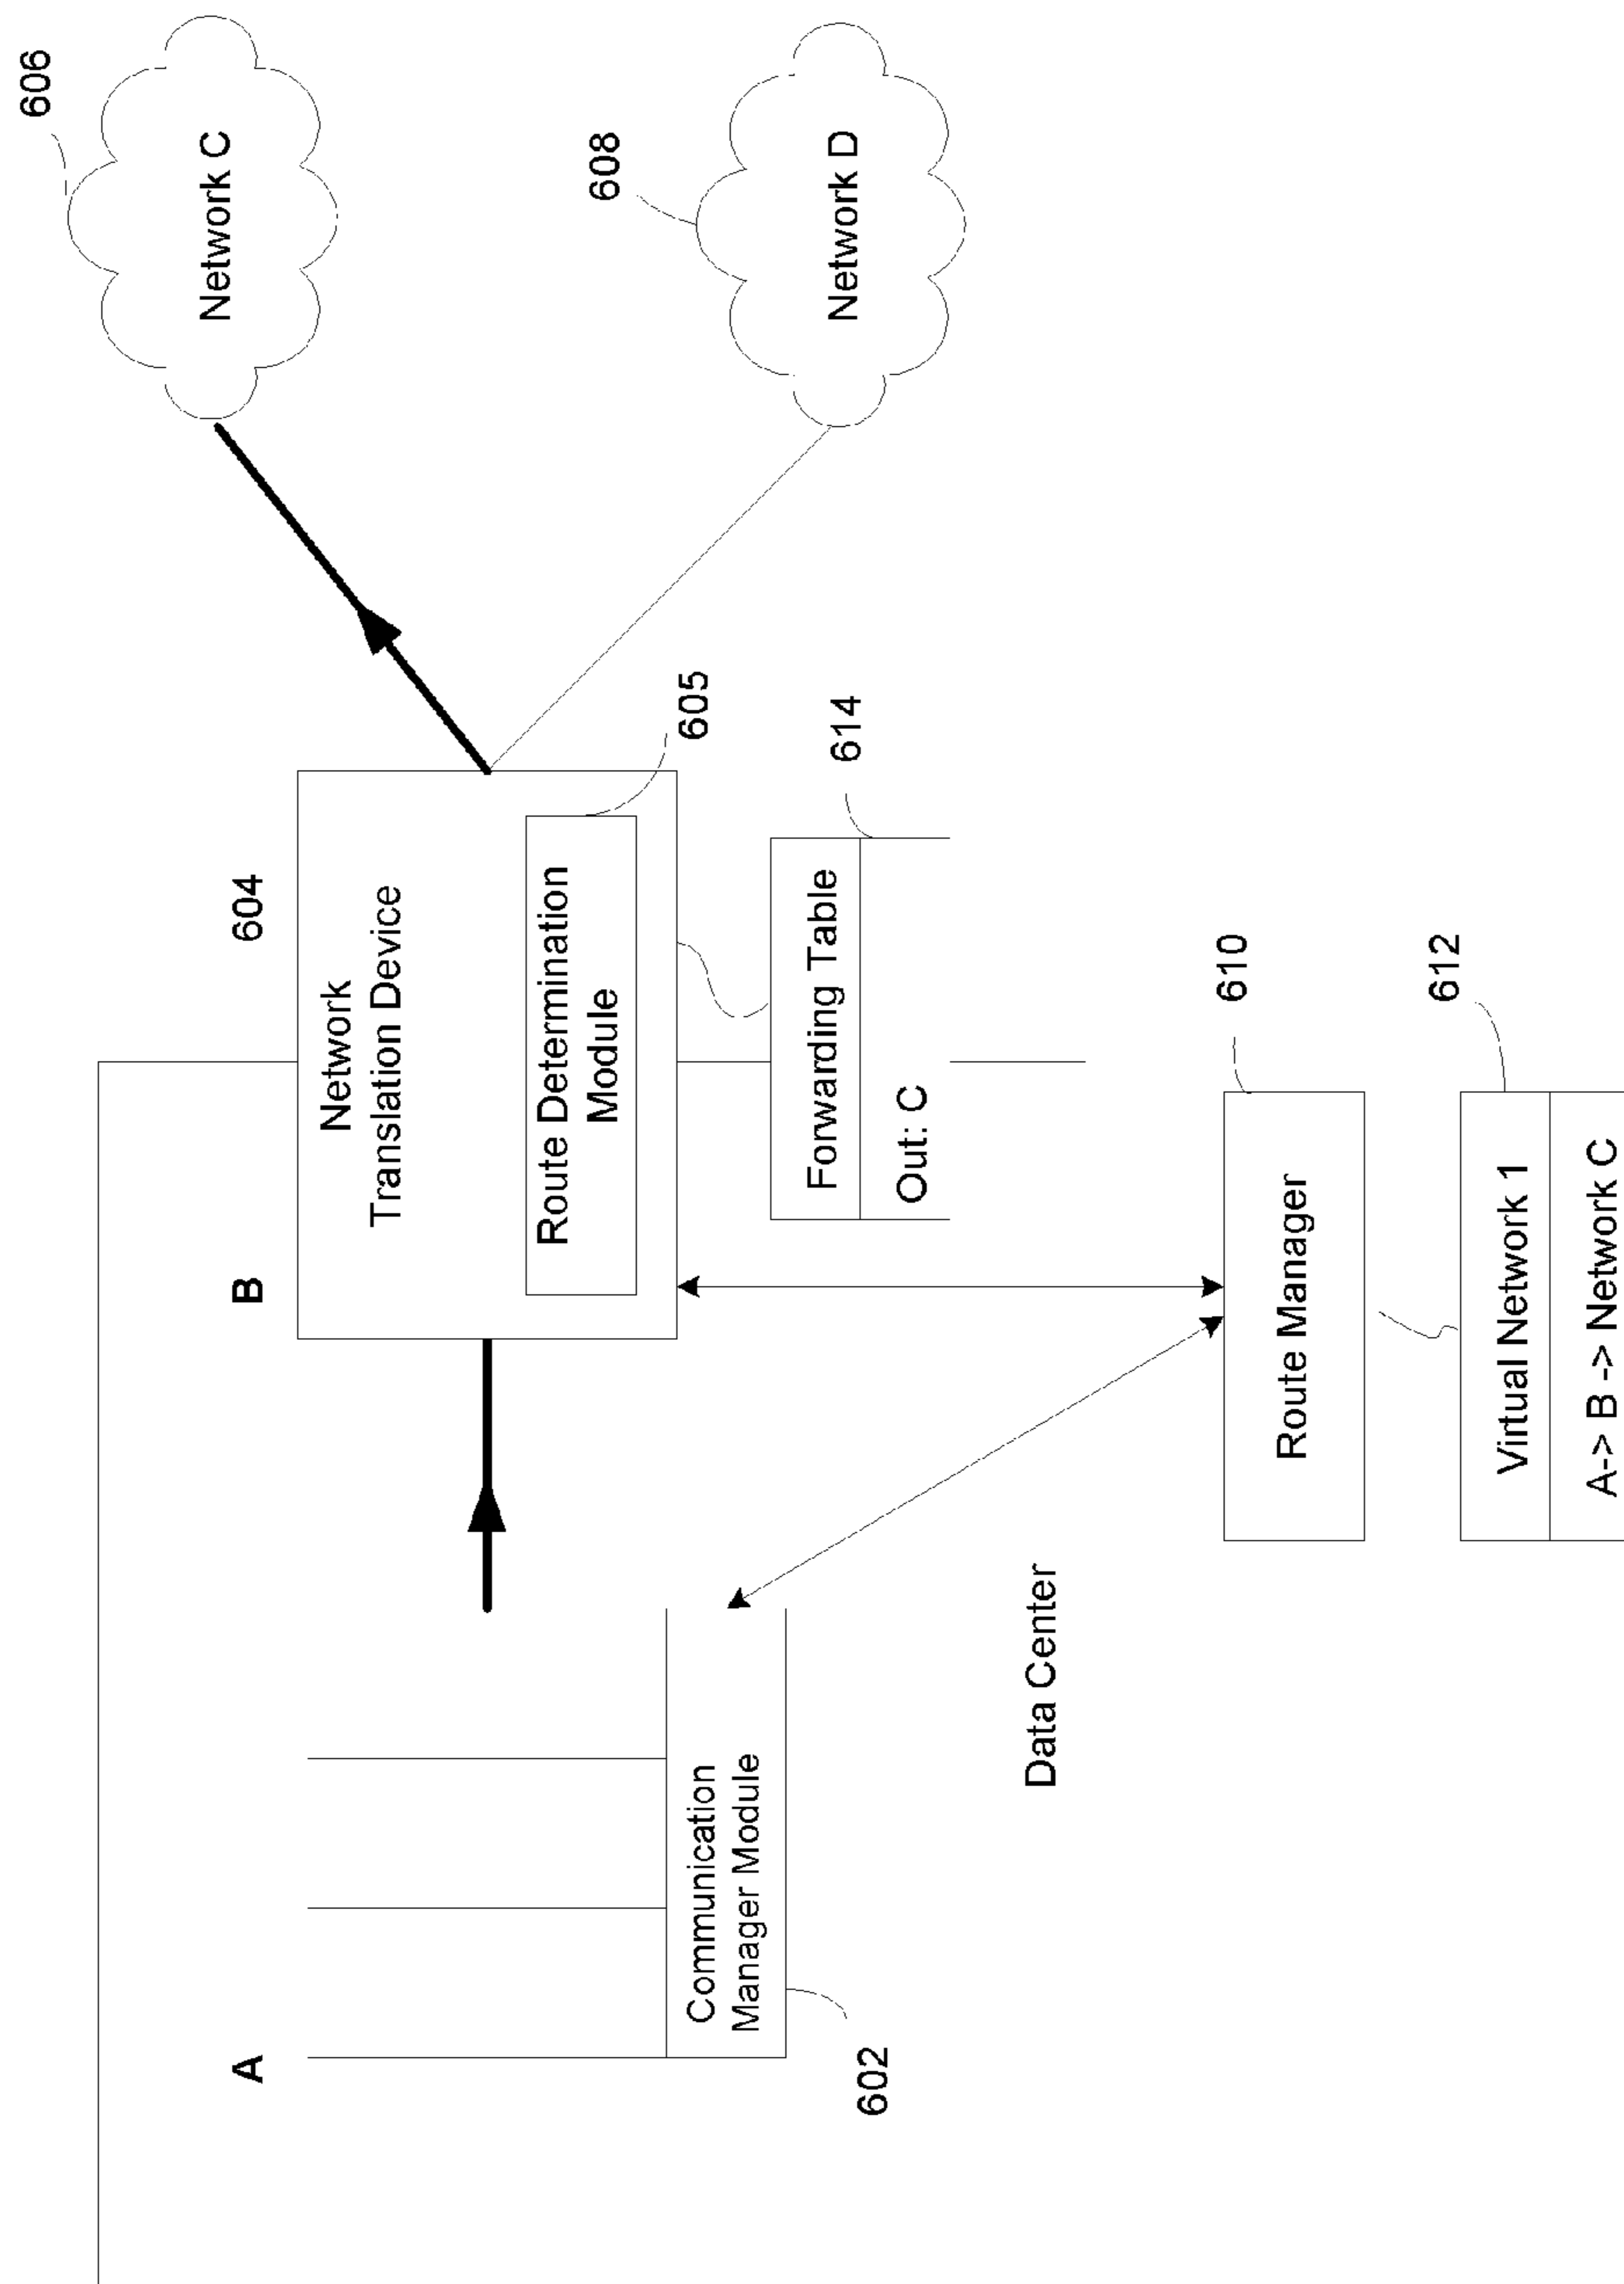 606
Network C
604
B
A
Network
Translation Device
Route Determination
Module
605
608
Network D
Communication
Manager Module
602
Forwarding Table
614
Out: C
Data Center
610
Route Manager
612
Virtual Network 1
A-> B -> Network C